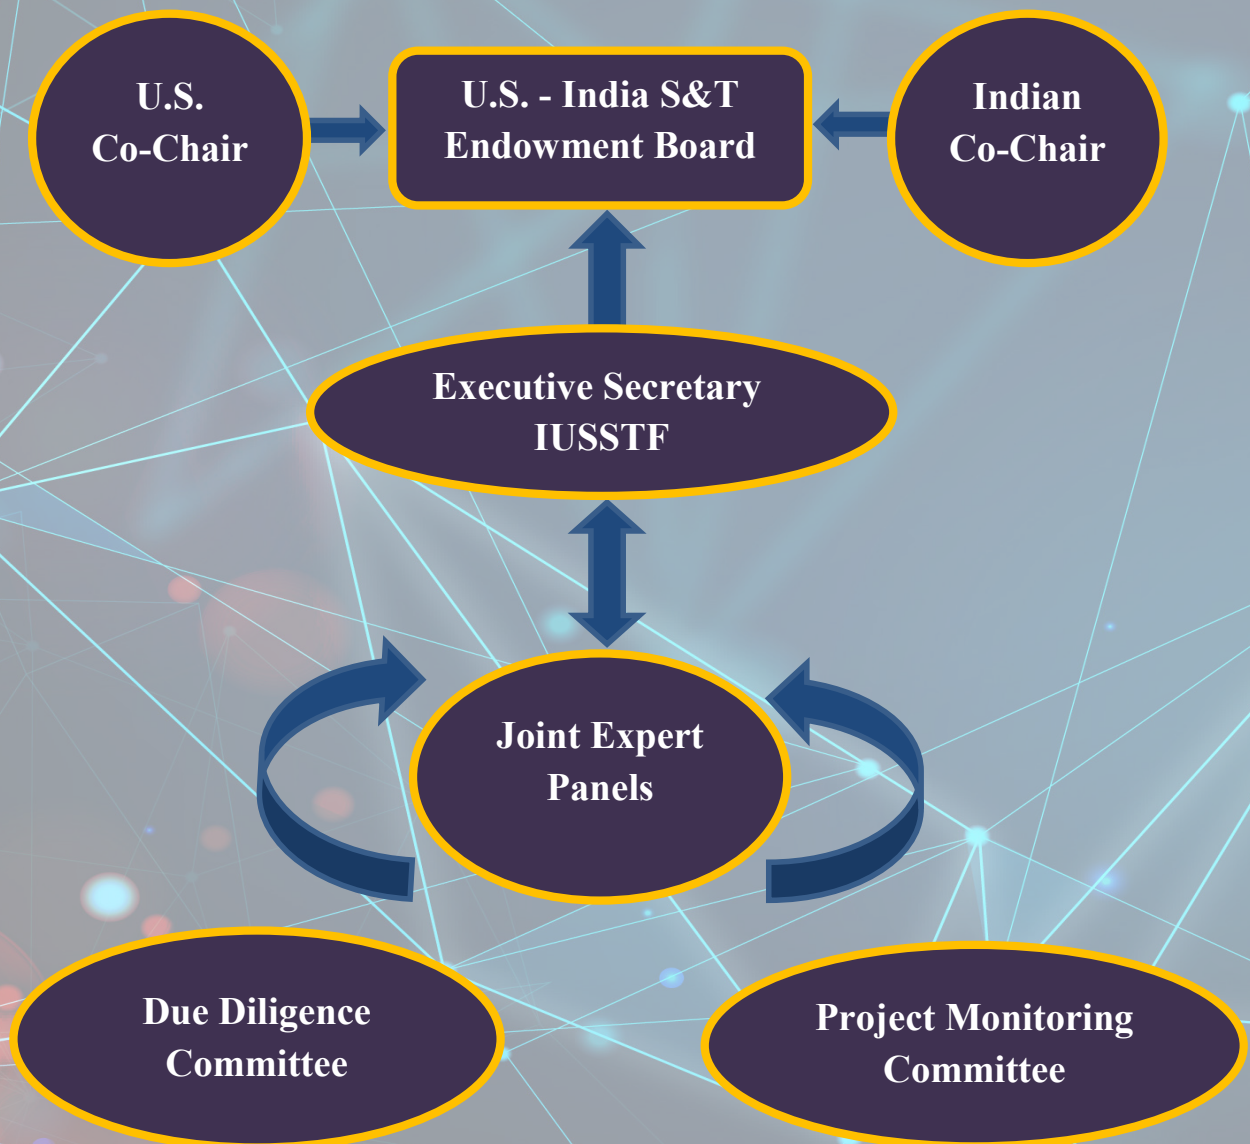 U.S.
Co-Chair
U.S. - India S&T
Endowment Board
Indian
Co-Chair
Executive Secretary
IUSSTF
Joint Expert
Panels
Due Diligence
Committee
Project Monitoring
Committee